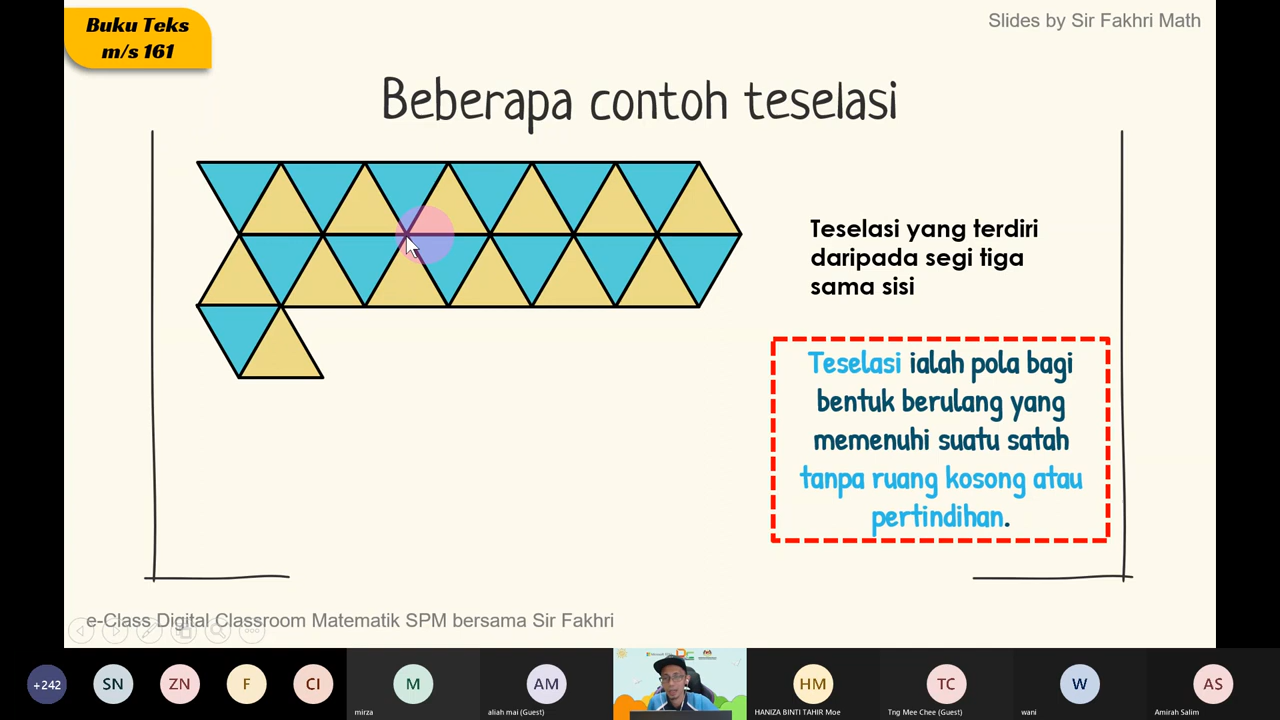 Buku Teks
m/s 161
Slides by Sir Fakhri Math
Beberapa contoh teselasi
Teselasi yang terdiri
daripada segi tiga
sama sisi
Teselasi ialah pola bagi
bentuk berulang yang
memenuhi suatu satah
tanpa ruang kosong atau
pertindihan.
e-Class Digital Classroom Matematik SPM bersama Sir Fakhri
+242
SN
ZN
F
CI
M
AM
HM
TC
W
AS
mirza
aliah mai (Guest)
HANIZA BINTI TAHIR Moe
Tng Mee Chee (Guest)
wani
Amirah Salim